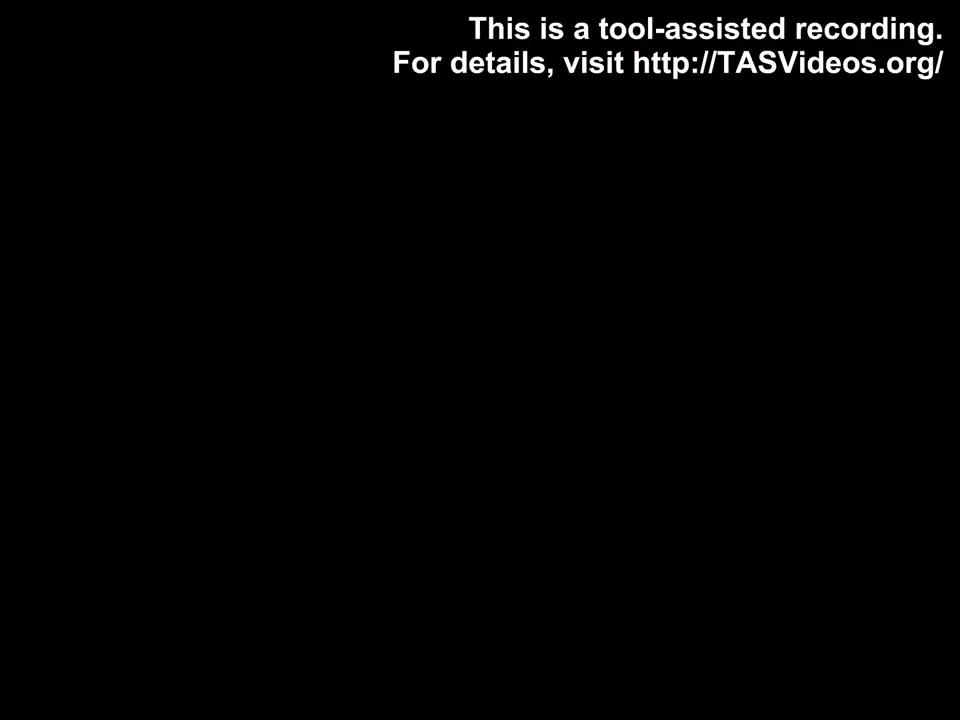 This is a tool-assisted recording.
For details, visit http://TASVideos.org/